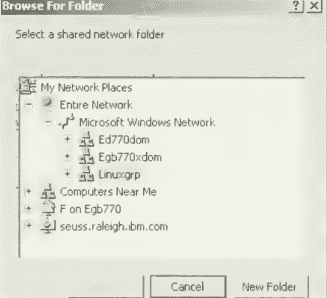 Browse For Folder
Select a shared network folder
My Network Places
Entire Network
Microsoft Windows Network
Ed770dom
Egb770xdom
Linuxgrp
Computers Near Me
F on Egb770
seuss.raleigh.ibm.com
Cancel
New Folder